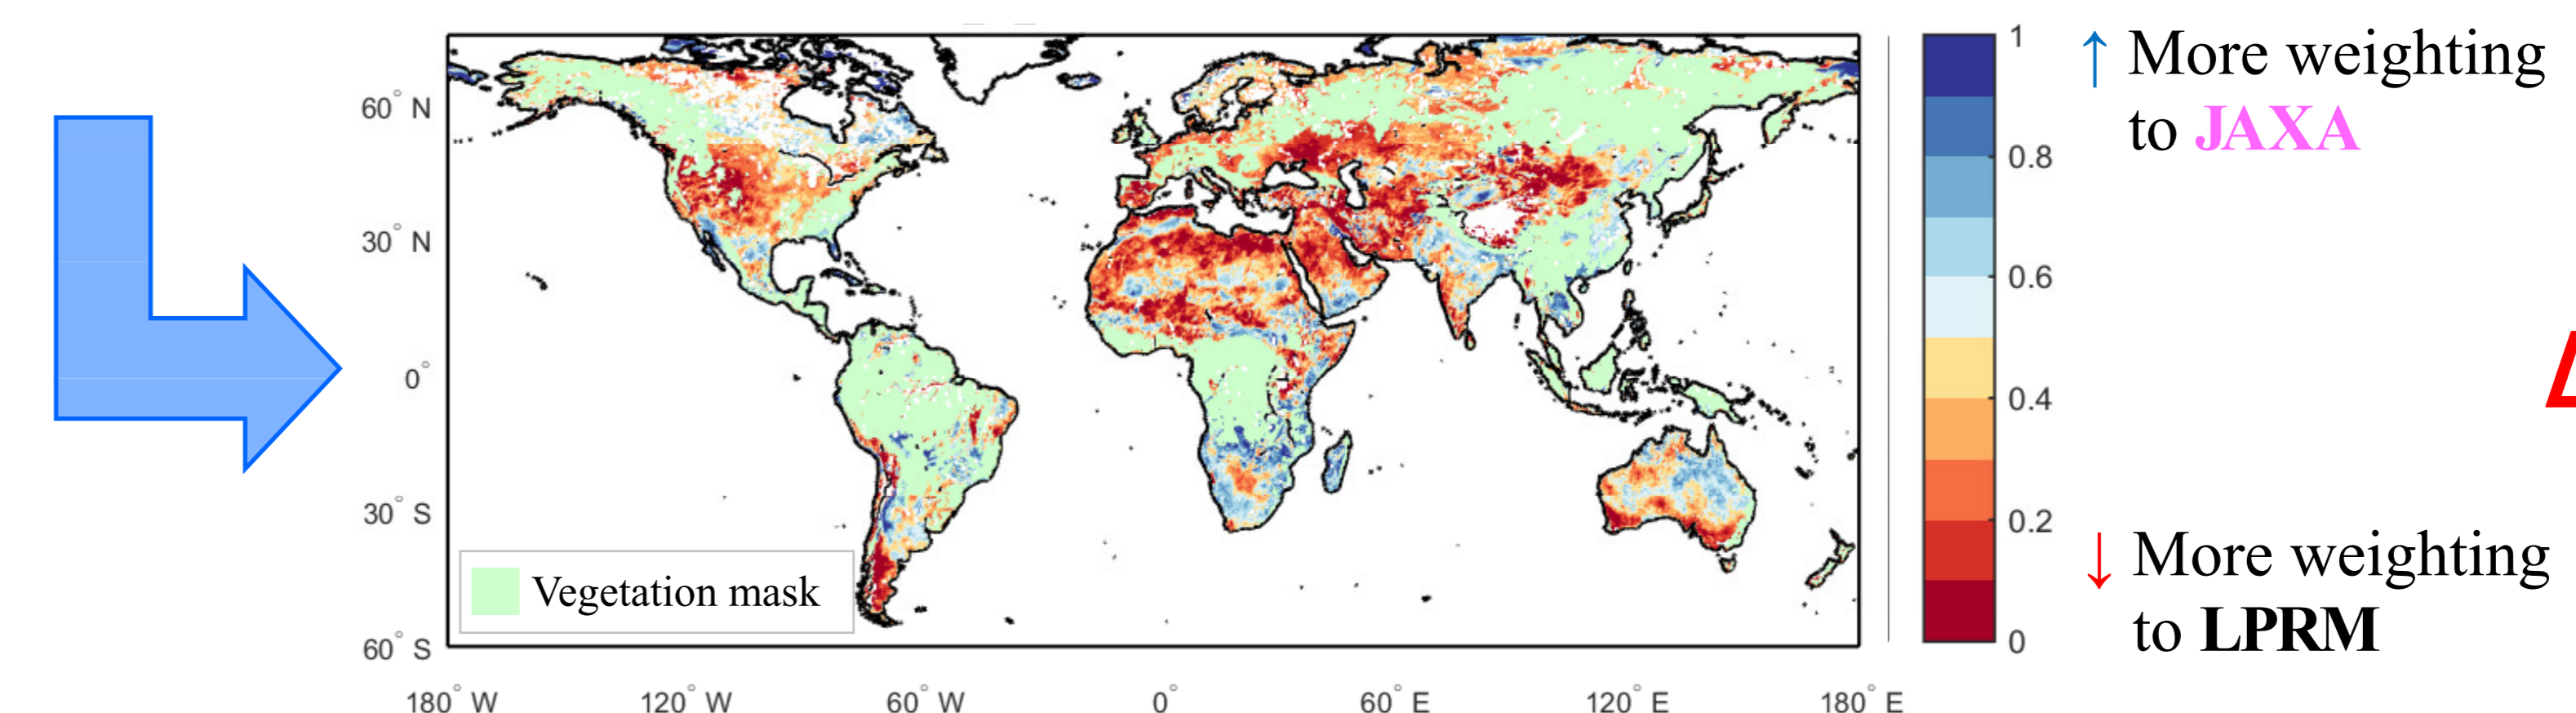 60° N
30° N
0°
30° S
60° S
180° W
120° W
60° W
0°
60° E
120° E
180° E
Vegetation mask
1
0.8
0.6
0.4
0.2
0
↑ More weighting
to JAXA
↓ More weighting
to LPRM